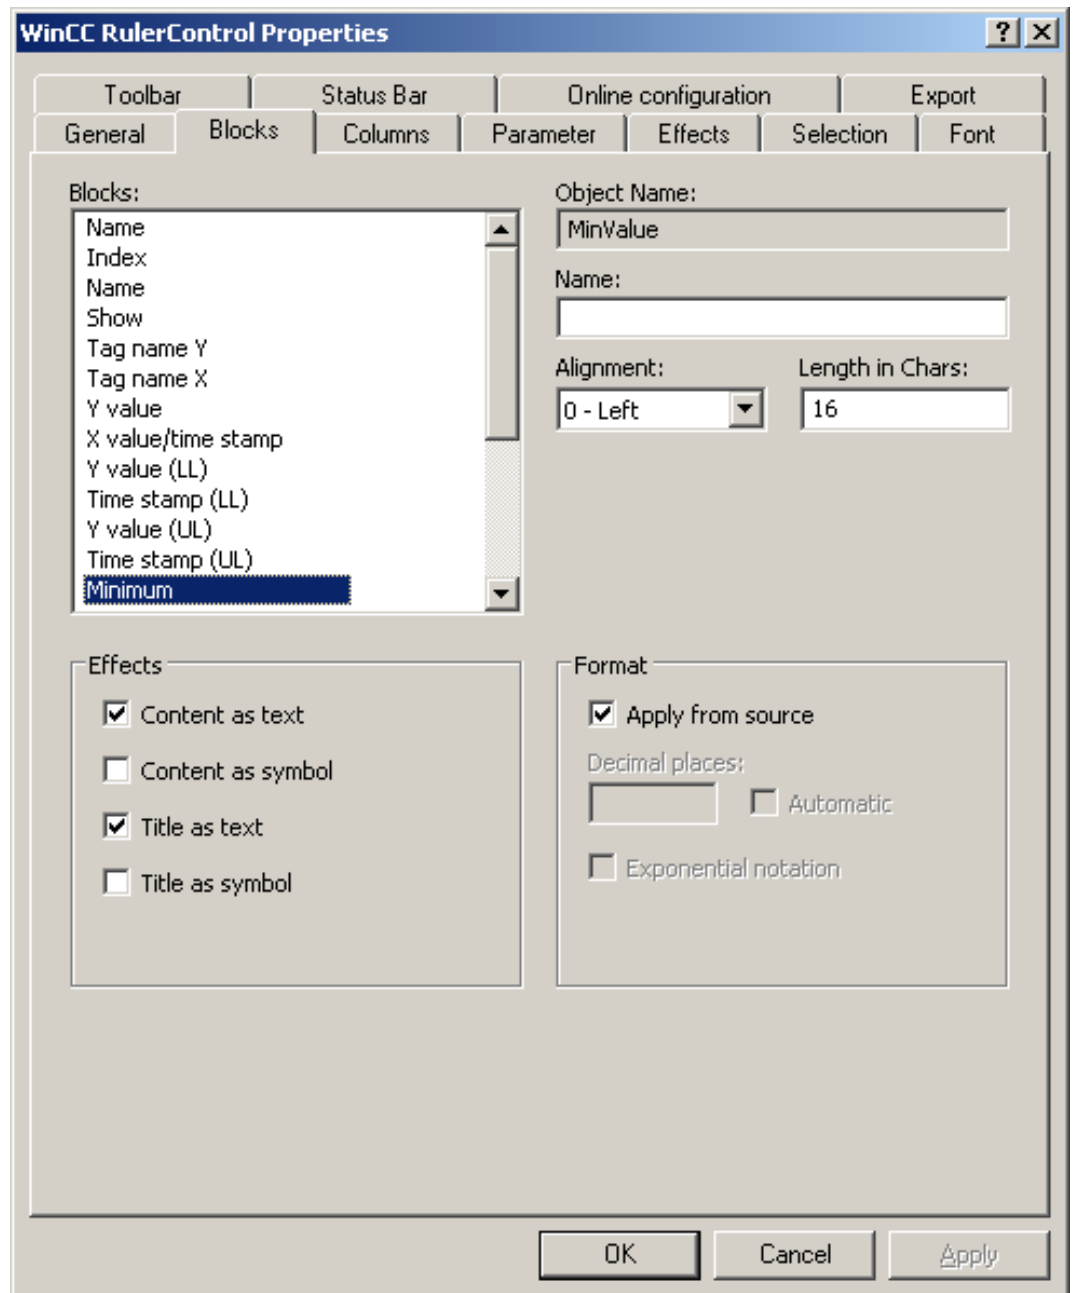 WinCC RulerControl Properties
Toolbar Status Bar Online configuration Export
General Blocks Columns Parameter Effects Selection Font
Blocks:
Name
Index
Name
Show
Tag name Y
Tag name X
Y value
X value/time stamp
Y value (LL)
Time stamp (LL)
Y value (UL)
Time stamp (UL)
Minimum
Object Name:
MinValue
Name:
Alignment: Length in Chars:
0 - Left 16
Effects
Content as text
Content as symbol
Title as text
Title as symbol
Format
Apply from source
Decimal places:
Automatic
Exponential notation
OK Cancel Apply